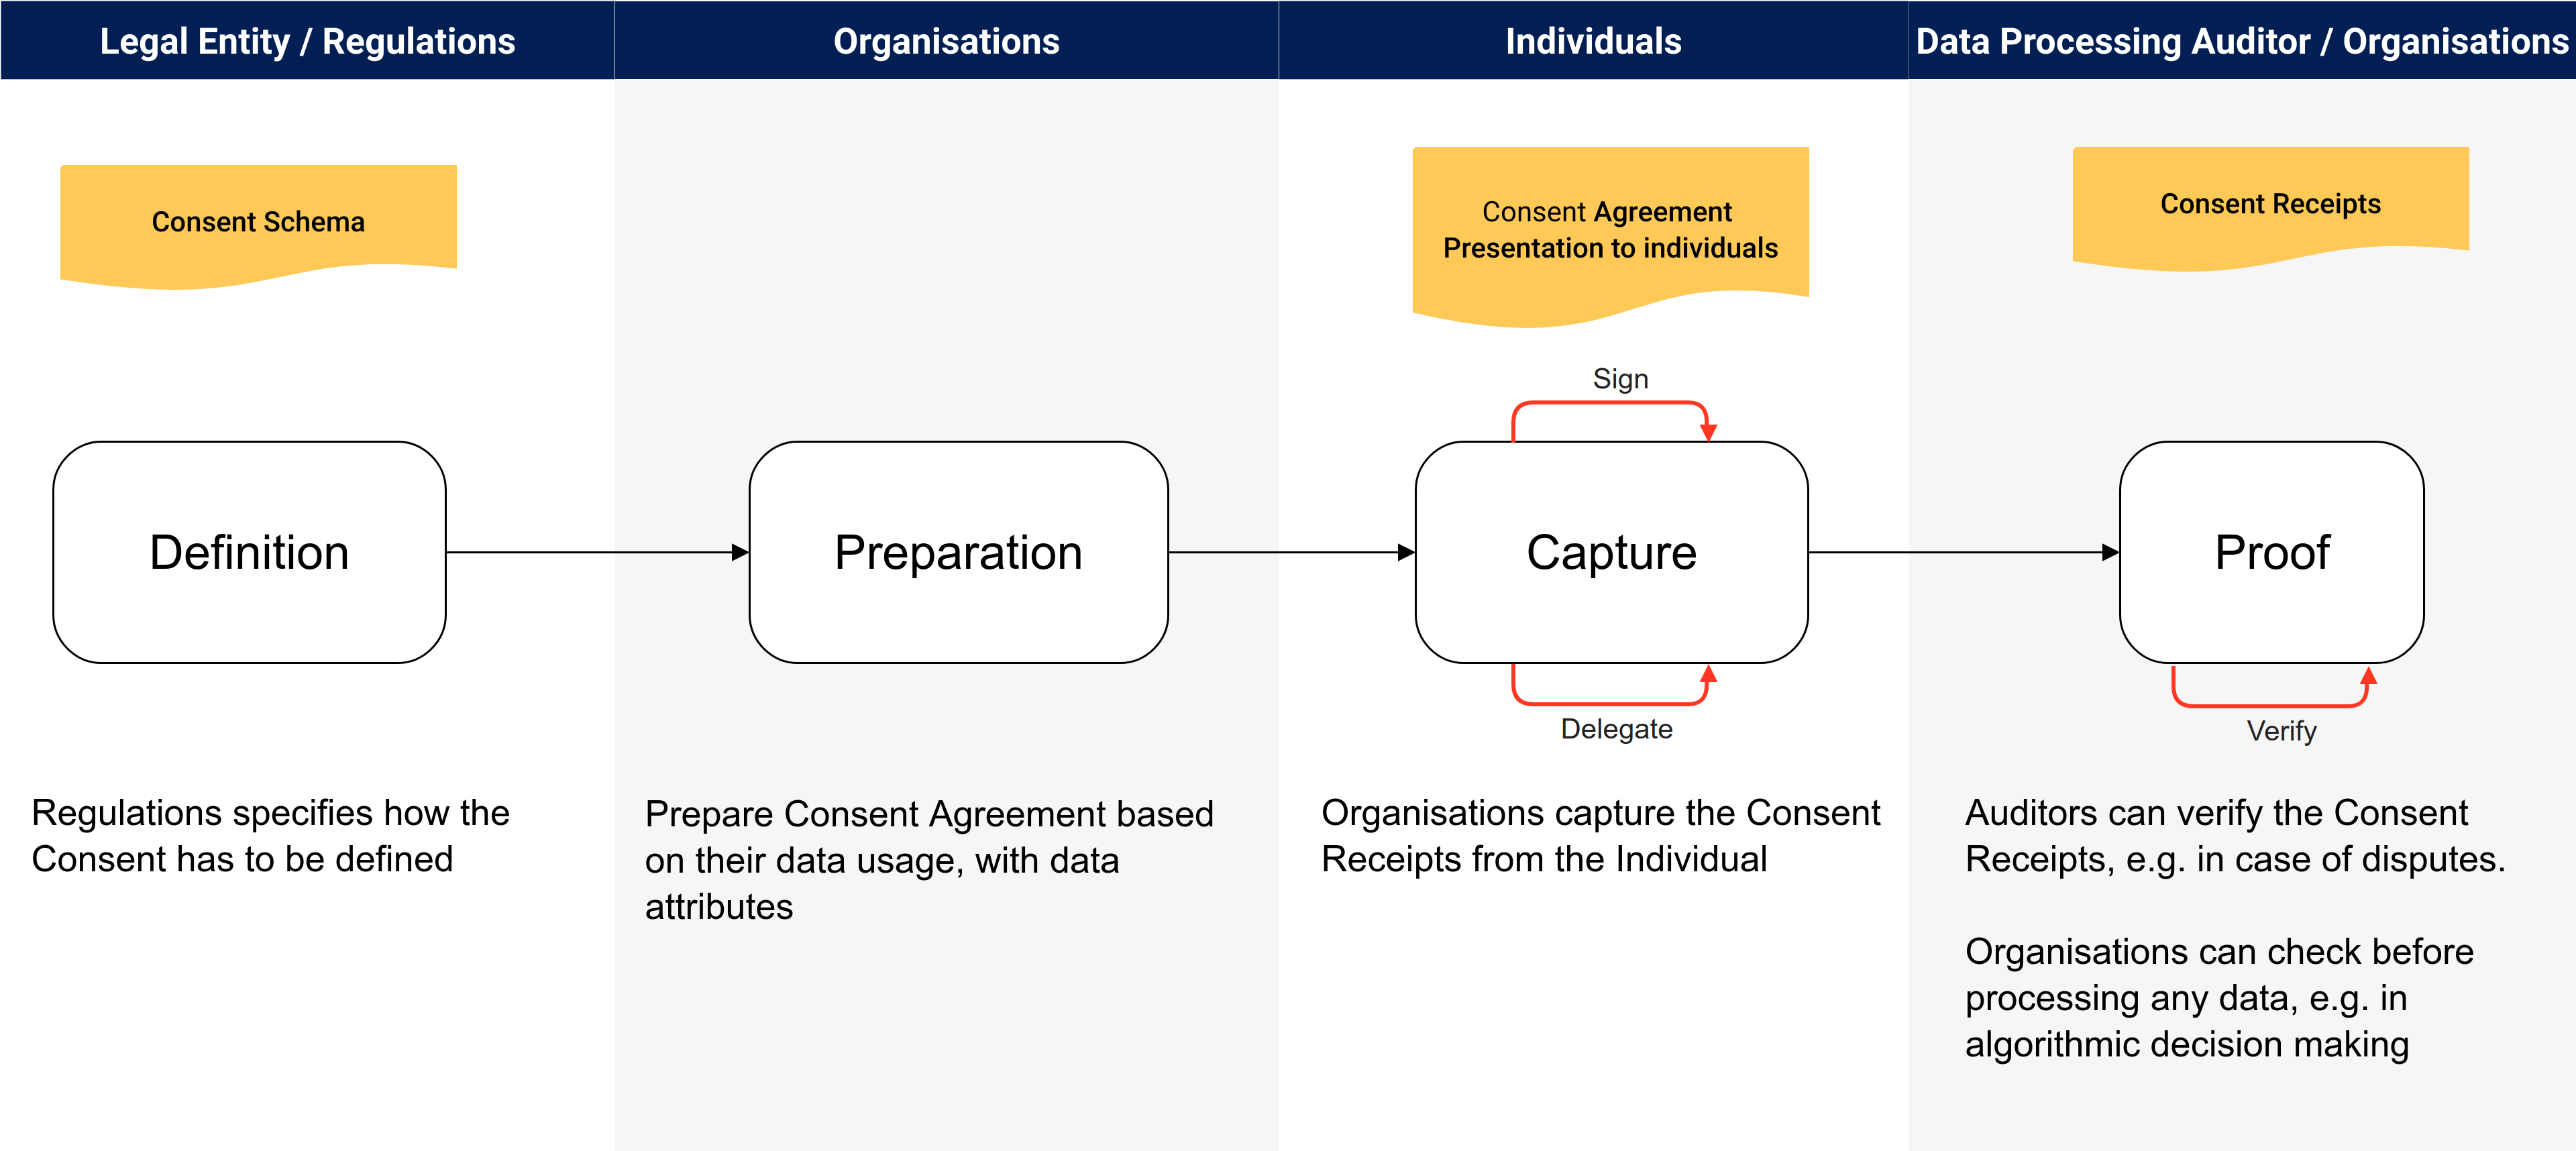 Legal Entity / Regulations
Organisations
Individuals
Data Processing Auditor / Organisations
Consent Schema
Consent Agreement
Presentation to individuals
Consent Receipts
Sign
Definition
Preparation
Capture
Proof
Delegate
Verify
Regulations specifies how the
Consent has to be defined
Prepare Consent Agreement based
on their data usage, with data
attributes
Organisations capture the Consent
Receipts from the Individual
Auditors can verify the Consent
Receipts, e.g. in case of disputes.
Organisations can check before
processing any data, e.g. in
algorithmic decision making